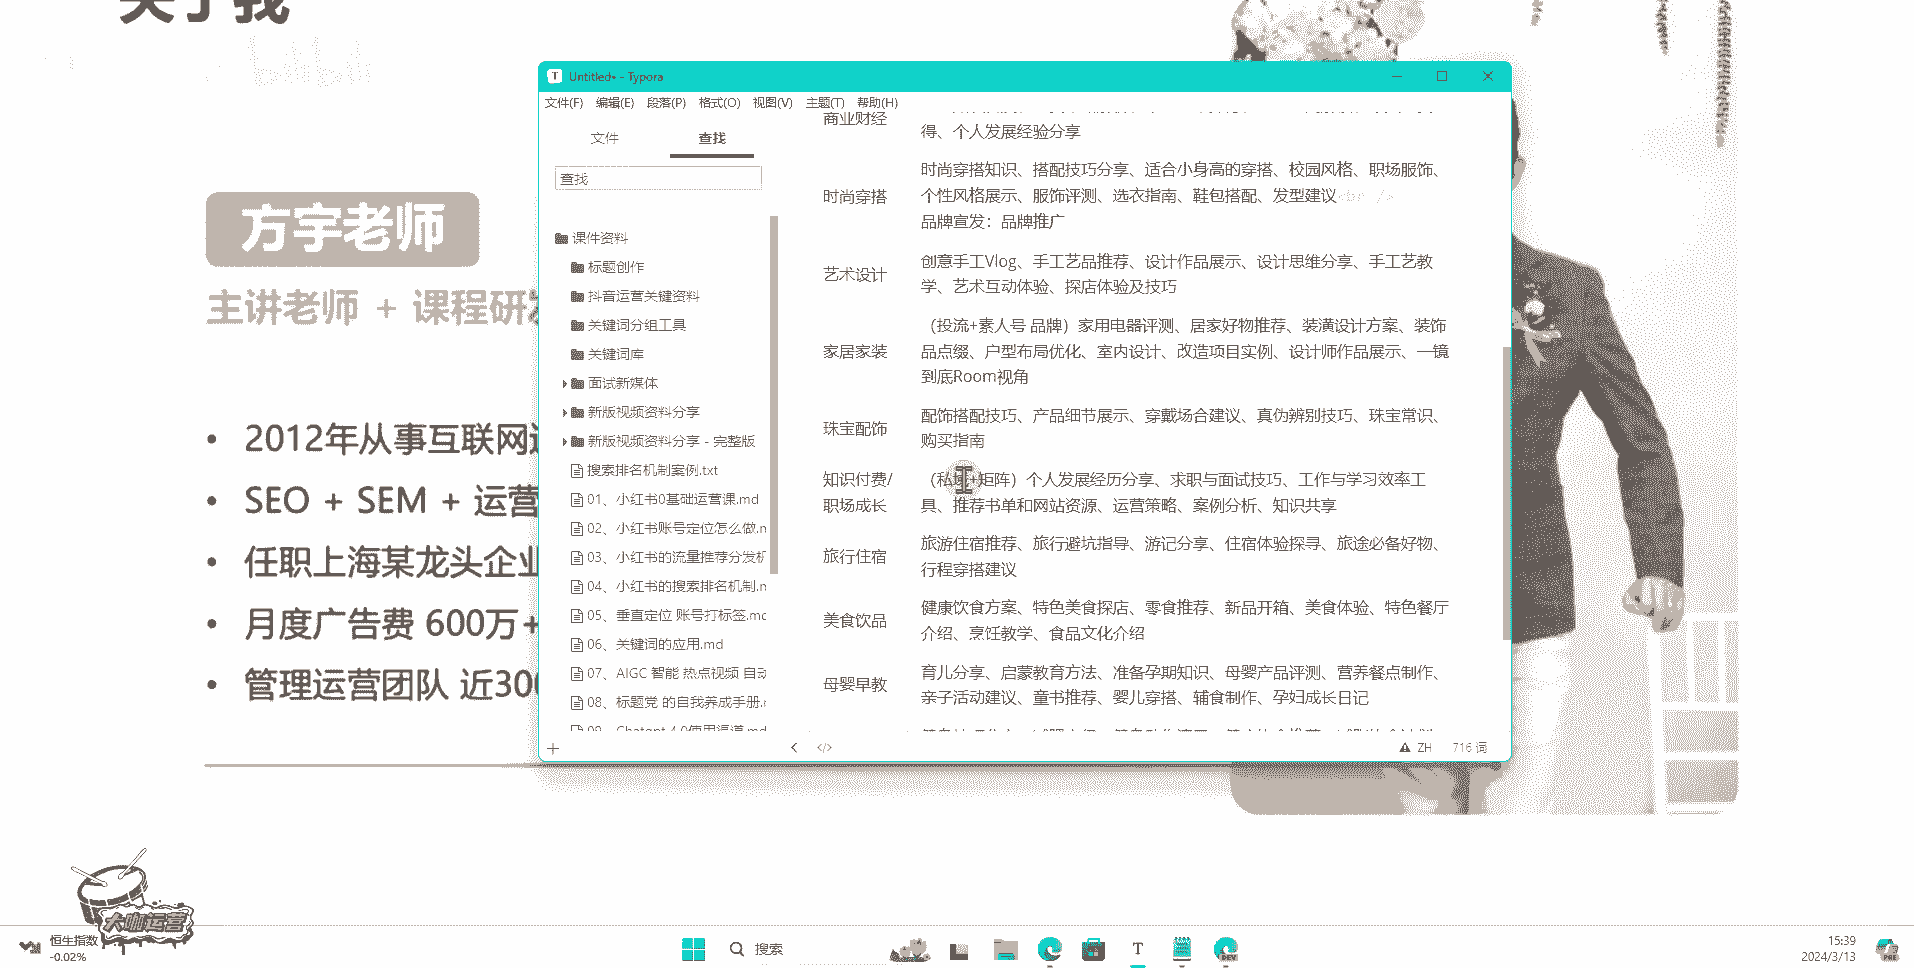 关于我
bilibili
方宇老师
主讲老师 + 课程研发
2012年从事互联网
SEO + SEM + 运营
任职上海某龙头企业
月度广告费 600万+
管理运营团队 近300
Untitled• - Typora
文件(F) 编辑(E) 段落(P) 格式(O) 视图(V) 主题(T) 帮助(H)
文件 查找
查找
课件资料
标题创作
抖音运营关键资料
关键词分组工具
关键词库
面试新媒体
新版视频资料分享
新版视频资料分享 - 完整版
搜索排名机制案例.txt
01、小红书0基础运营课.md
02、小红书账号定位怎么做.m
03、小红书的流量推荐分发机
04、小红书的搜索排名机制.m
05、垂直定位 账号打标签.md
06、关键词的应用.md
07、AIGC 智能 热点视频 自动
08、标题党 的自我养成手册.m
09、Chatgpt 4.0使用渠道.md
商业财经
得、个人发展经验分享
时尚穿搭
时尚穿搭知识、搭配技巧分享、适合小身高的穿搭、校园风格、职场服饰、
个性风格展示、服饰评测、选衣指南、鞋包搭配、发型建议<br />
品牌宣发：品牌推广
艺术设计
创意手工Vlog、手工艺品推荐、设计作品展示、设计思维分享、手工艺教
学、艺术互动体验、探店体验及技巧
家居家装
（投流+素人号 品牌）家用电器评测、居家好物推荐、装潢设计方案、装饰
品点缀、户型布局优化、室内设计、改造项目实例、设计师作品展示、一镜
到底Room视角
珠宝配饰
配饰搭配技巧、产品细节展示、穿戴场合建议、真伪辨别技巧、珠宝常识、
购买指南
知识付费/
职场成长
（私域+矩阵）个人发展经历分享、求职与面试技巧、工作与学习效率工
具、推荐书单和网站资源、运营策略、案例分析、知识共享
旅行住宿
旅游住宿推荐、旅行避坑指导、游记分享、住宿体验探寻、旅途必备好物、
行程穿搭建议
美食饮品
健康饮食方案、特色美食探店、零食推荐、新品开箱、美食体验、特色餐厅
介绍、烹饪教学、食品文化介绍
母婴早教
育儿分享、启蒙教育方法、准备孕期知识、母婴产品评测、营养餐点制作、
亲子活动建议、童书推荐、婴儿穿搭、辅食制作、孕妇成长日记
ZH 716 词
大咖运营
恒生指数
-0.02%
搜索
DEV
15:39
2024/3/13
PRE